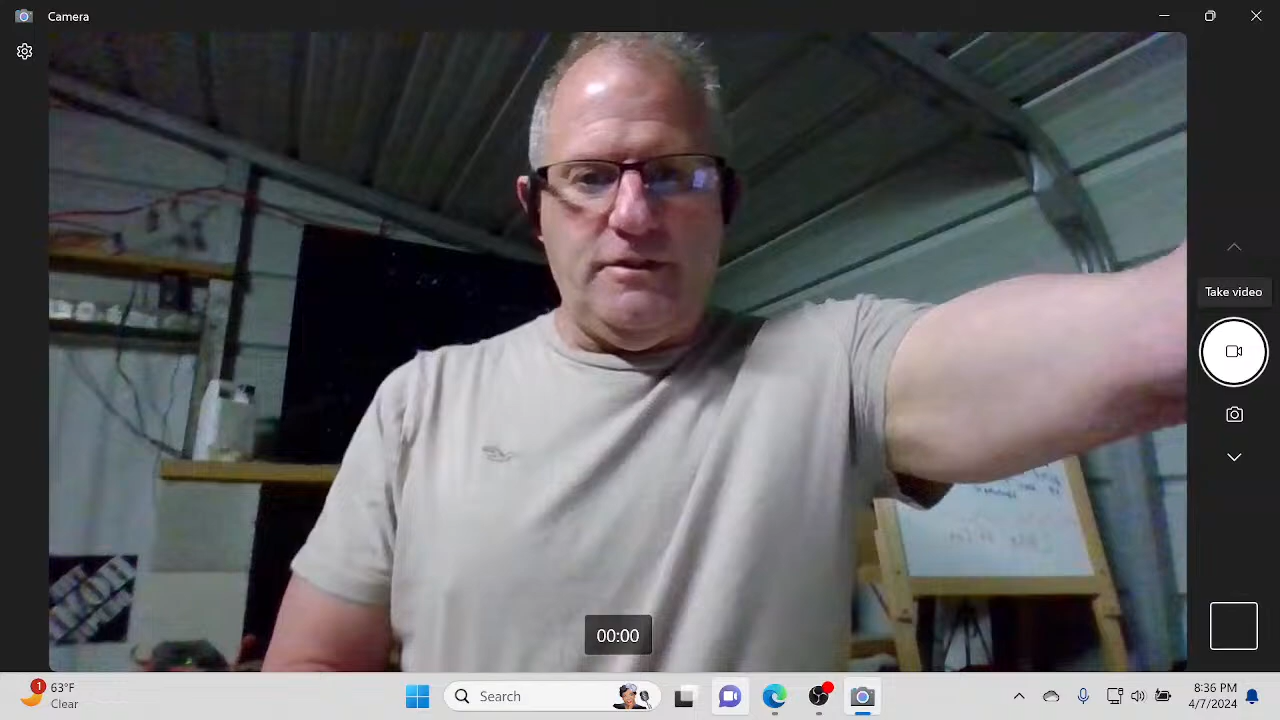 Camera
Take video
00:00
1
63°F
Clear
Search
8:36 PM
4/7/2024